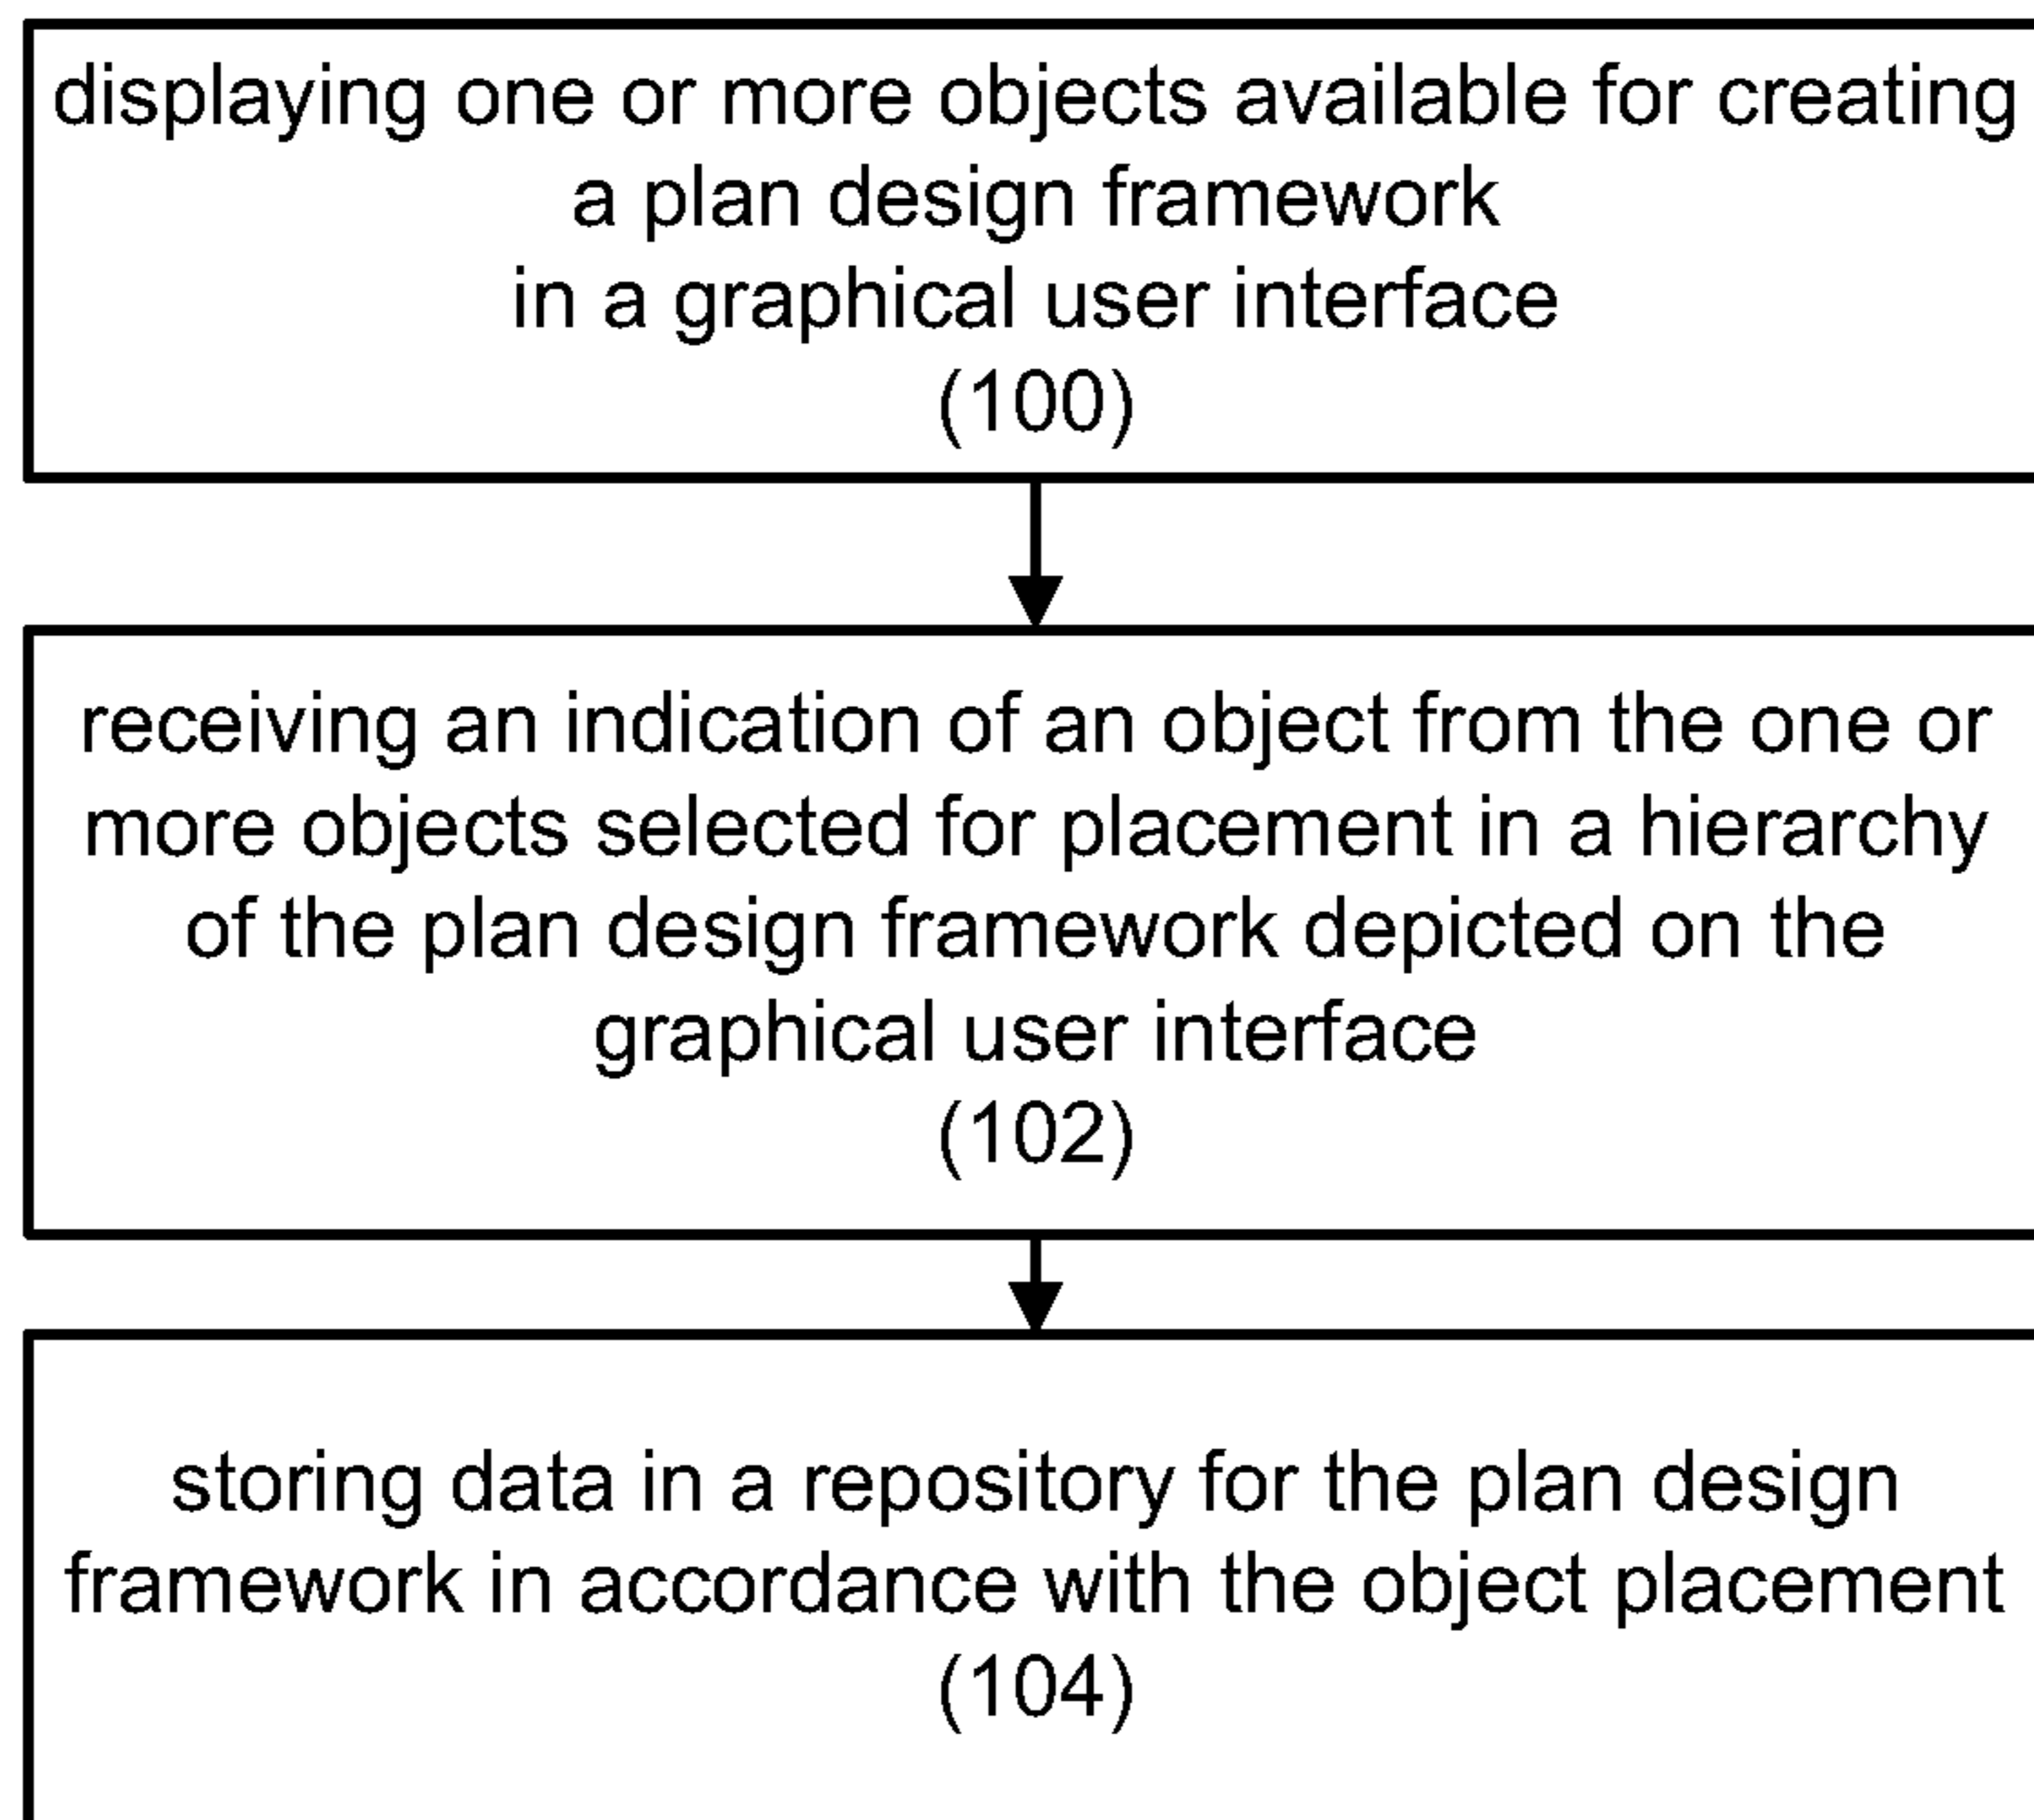 displaying one or more objects available for creating
a plan design framework
in a graphical user interface
(100)
receiving an indication of an object from the one or
more objects selected for placement in a hierarchy
of the plan design framework depicted on the
graphical user interface
(102)
storing data in a repository for the plan design
framework in accordance with the object placement
(104)